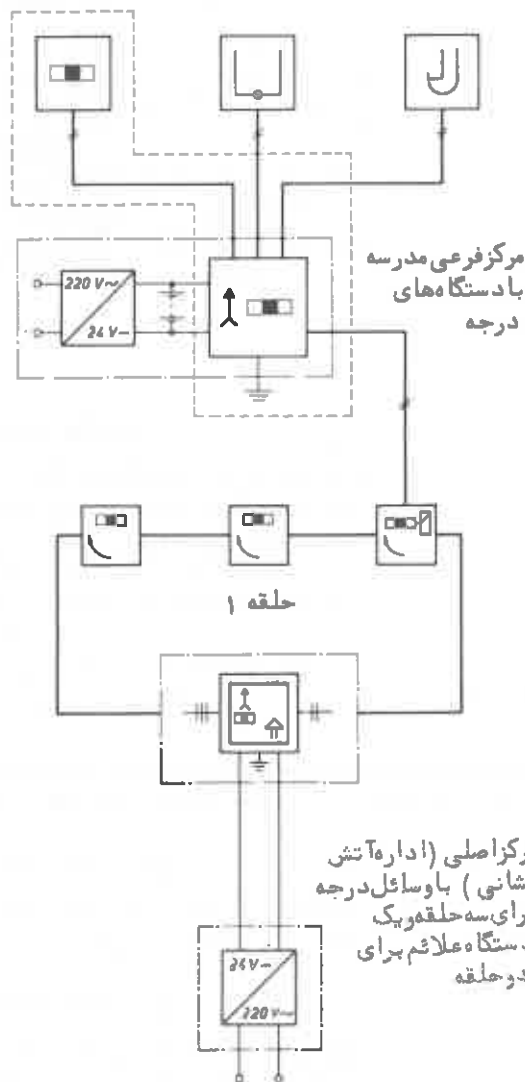 220 V~
24 V–
مرکزفرعی مدرسه
بادستگاه‌های
درجه
حلقه ۱
رکزاصلی (اداره‌آتش
شانی) باوسائل درجه
رای‌سه‌حلقه‌ویک
ستگاه‌علائم برای
دوحلقه
24 V–
220 V~